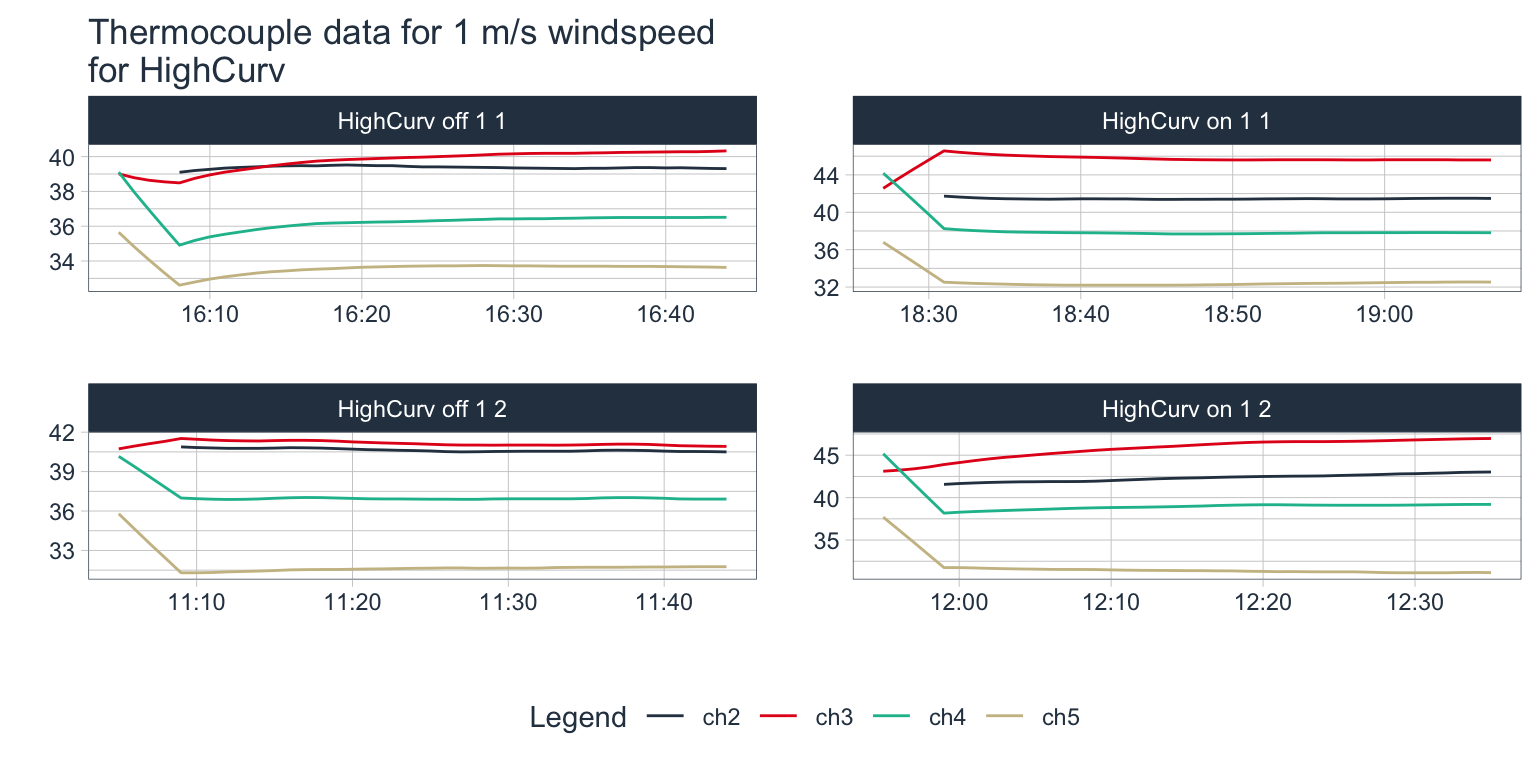 Thermocouple data for 1 m/s windspeed
for HighCurv
HighCurv off 1 1
40
38
36
34
16:10 16:20 16:30 16:40
HighCurv on 1 1
44
40
36
32
18:30 18:40 18:50 19:00
HighCurv off 1 2
42
39
36
33
11:10 11:20 11:30 11:40
HighCurv on 1 2
45
40
35
12:00 12:10 12:20 12:30
Legend ch2 ch3 ch4 ch5